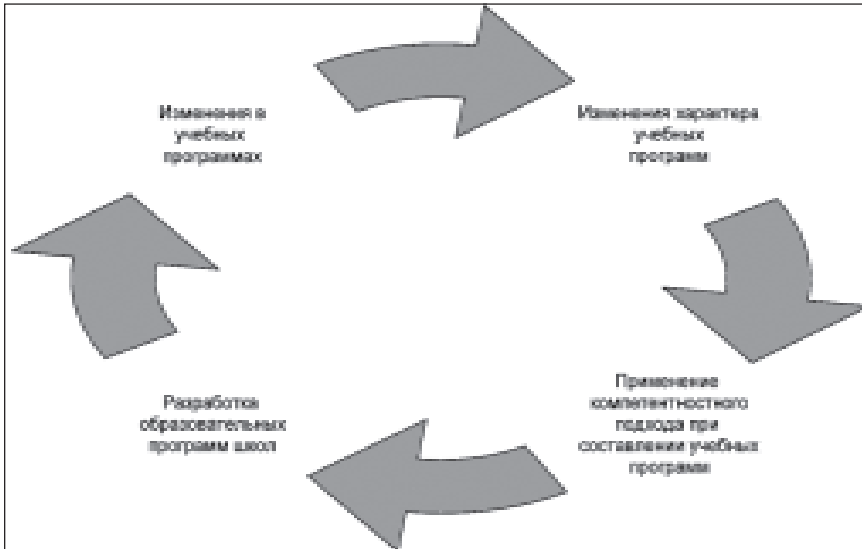 Изменения в
учебных
программах
Изменения характера
учебных
программ
Применение
компетентностного
подхода при
составлении учебных
программ
Разработка
образовательных
программ школ